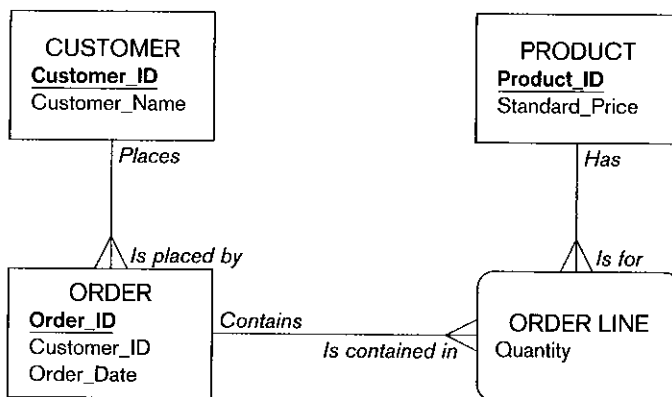 CUSTOMER
Customer_ID
Customer_Name
Places
Is placed by
PRODUCT
Product_ID
Standard_Price
Has
Is for
ORDER
Order_ID
Customer_ID
Order_Date
Contains
Is contained in
ORDER LINE
Quantity